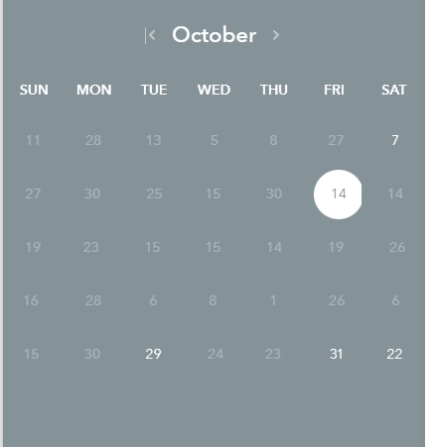 < October >
SUN MON TUE WED THU FRI SAT
11 28 13 5 8 27 7
27 30 25 15 30 14 14
19 23 15 15 14 19 26
16 28 6 8 1 26 6
15 30 29 24 23 31 22